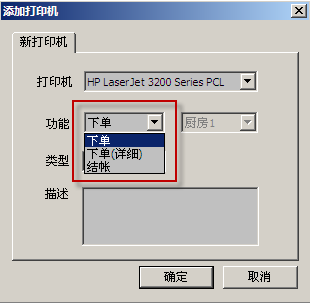 添加打印机
新打印机
打印机 HP LaserJet 3200 Series PCL
功能 下单 厨房1
下单
下单(详细)
类型 结帐
描述
确定 取消